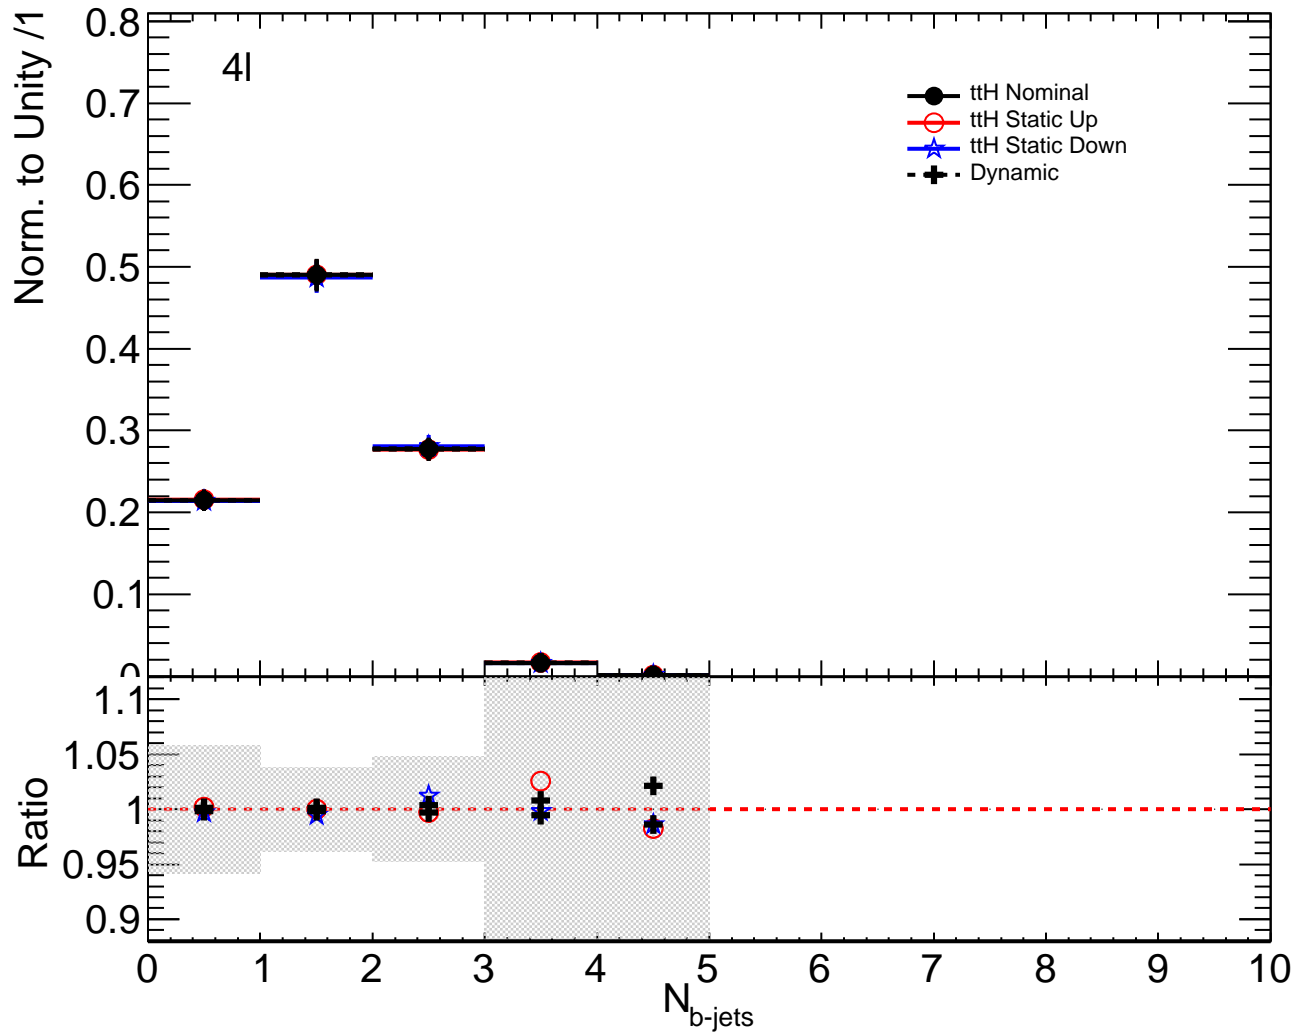 Norm. to Unity /1
0.8
0.7
0.6
0.5
0.4
0.3
0.2
0.1
0
4l
ttH Nominal
ttH Static Up
ttH Static Down
Dynamic
Ratio
1.1
1.05
1
0.95
0.9
0 1 2 3 4 5 6 7 8 9 10
N b-jets